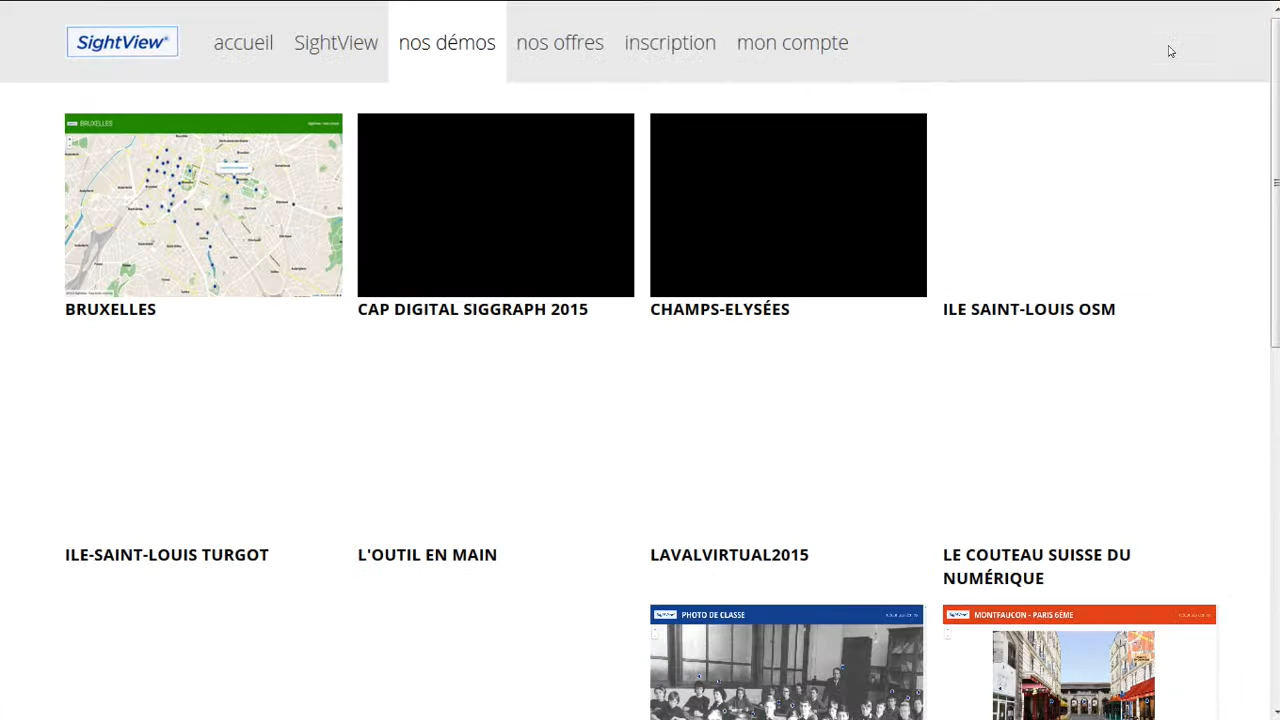 SightView® accueil SightView nos démos nos offres inscription mon compte
BRUXELLES
BRUXELLES
CAP DIGITAL SIGGRAPH 2015
CHAMPS-ELYSÉES
ILE SAINT-LOUIS OSM
ILE-SAINT-LOUIS TURGOT
L'OUTIL EN MAIN
LAVALVIRTUAL2015
LE COUTEAU SUISSE DU
NUMÉRIQUE
SightView PHOTO DE CLASSE
SightView MONTFAUCON - PARIS 6ÈME